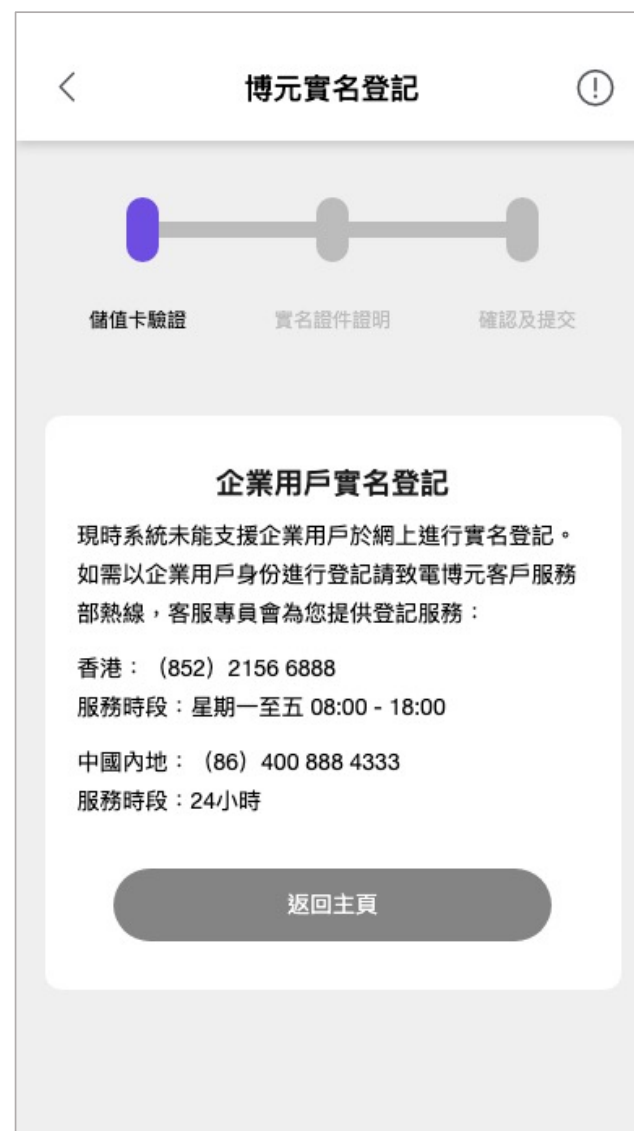 博元實名登記
儲值卡驗證
實名證件證明
確認及提交
企業用戶實名登記
現時系統未能支援企業用戶於網上進行實名登記。
如需以企業用戶身份進行登記請致電博元客戶服務
部熱線，客服專員會為您提供登記服務：
香港：（852）2156 6888
服務時段：星期一至五 08:00 - 18:00
中國內地：（86）400 888 4333
服務時段：24小時
返回主頁